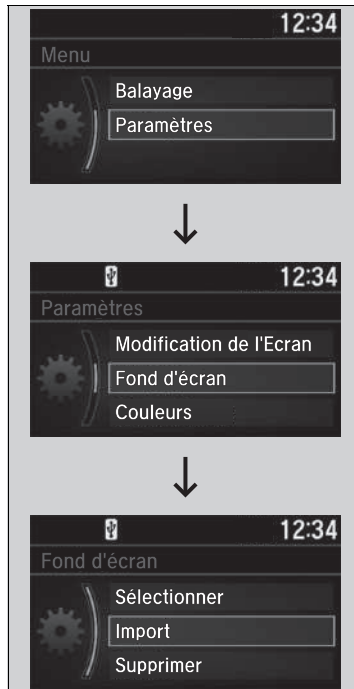 12:34
Menu
Balayage
Paramètres
12:34
Paramètres
Modification de l'Ecran
Fond d'écran
Couleurs
12:34
Fond d'écran
Sélectionner
Import
Supprimer